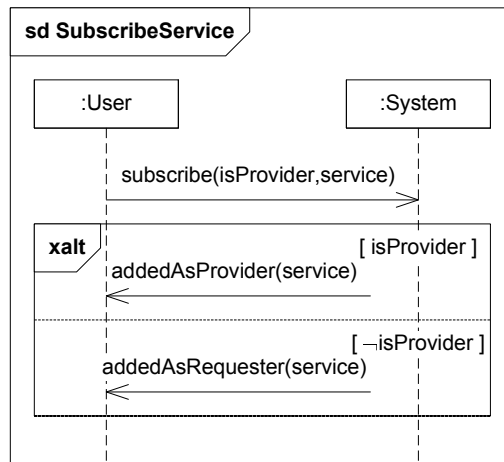 sd SubscribeService
:User
:System
subscribe(isProvider,service)
xalt
[ isProvider ]
addedAsProvider(service)
[ ¬isProvider ]
addedAsRequester(service)